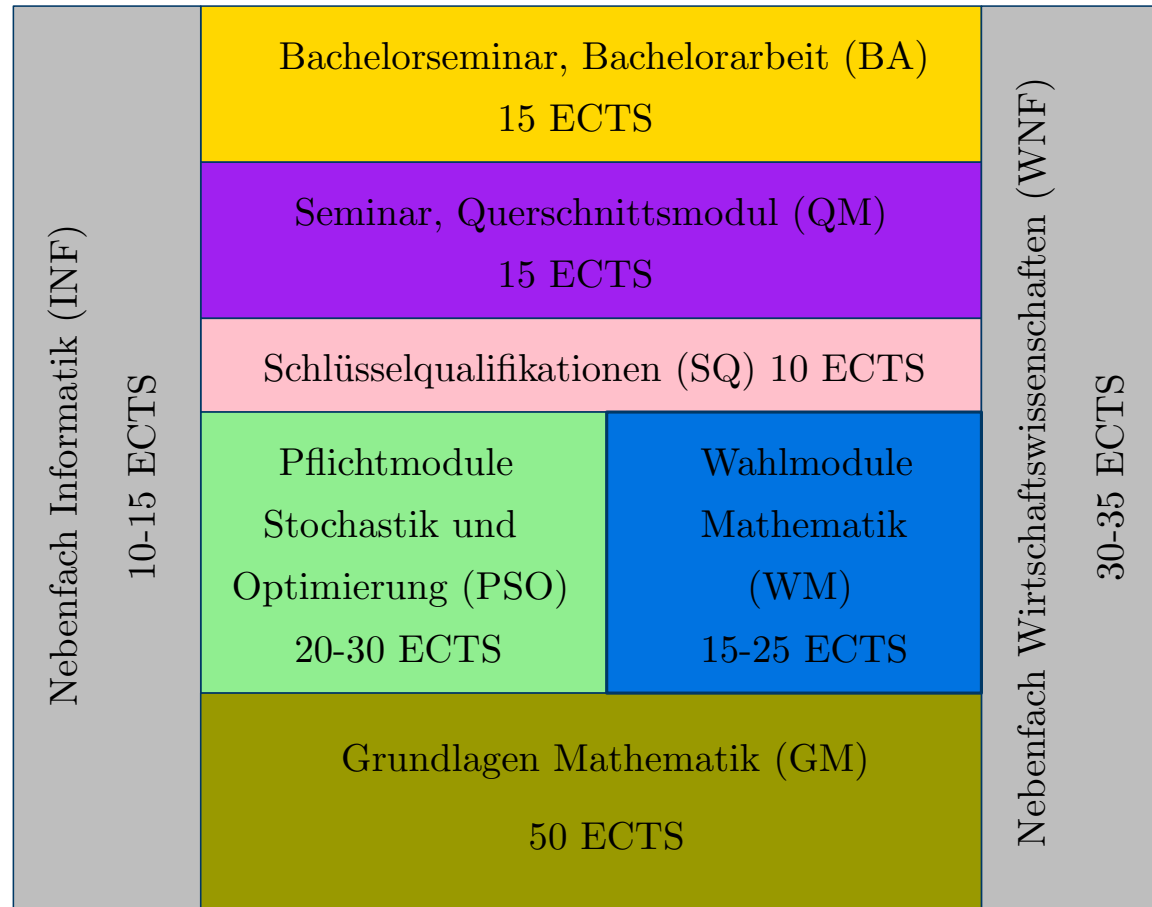 Nebenfach Informatik (INF)
10-15 ECTS
Bachelorseminar, Bachelorarbeit (BA)
15 ECTS
Seminar, Querschnittsmodul (QM)
15 ECTS
Schlüsselqualifikationen (SQ) 10 ECTS
Pflichtmodule
Stochastik und
Optimierung (PSO)
20-30 ECTS
Wahlmodule
Mathematik
(WM)
15-25 ECTS
Grundlagen Mathematik (GM)
50 ECTS
Nebenfach Wirtschaftswissenschaften (WNF)
30-35 ECTS